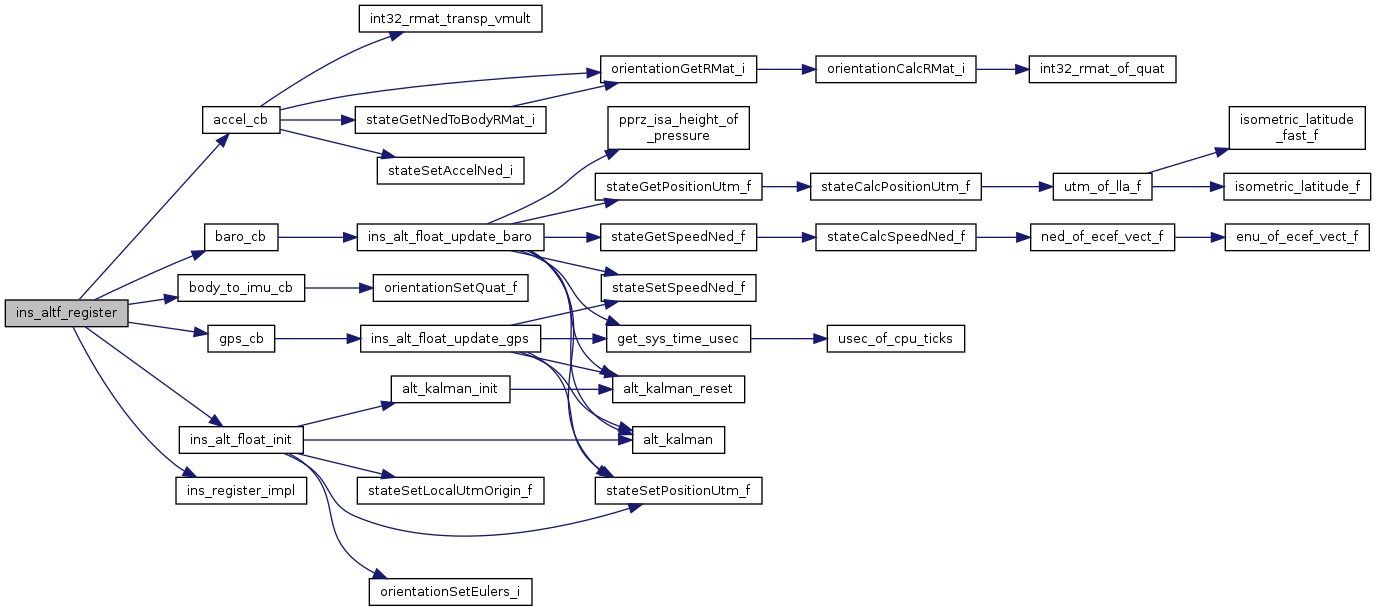 int32_rmat_transp_vmult
orientationGetRMat_i
orientationCalcRMat_i
int32_rmat_of_quat
accel_cb
stateGetNedToBodyRMat_i
pprz_isa_height_of
_pressure
isometric_latitude
_fast_f
stateSetAccelNed_i
stateGetPositionUtm_f
stateCalcPositionUtm_f
utm_of_lla_f
isometric_latitude_f
baro_cb
ins_alt_float_update_baro
stateGetSpeedNed_f
stateCalcSpeedNed_f
ned_of_ecef_vect_f
enu_of_ecef_vect_f
body_to_imu_cb
orientationSetQuat_f
stateSetSpeedNed_f
ins_altf_register
gps_cb
ins_alt_float_update_gps
get_sys_time_usec
usec_of_cpu_ticks
alt_kalman_init
alt_kalman_reset
ins_alt_float_init
alt_kalman
ins_register_impl
stateSetLocalUtmOrigin_f
stateSetPositionUtm_f
orientationSetEulers_i